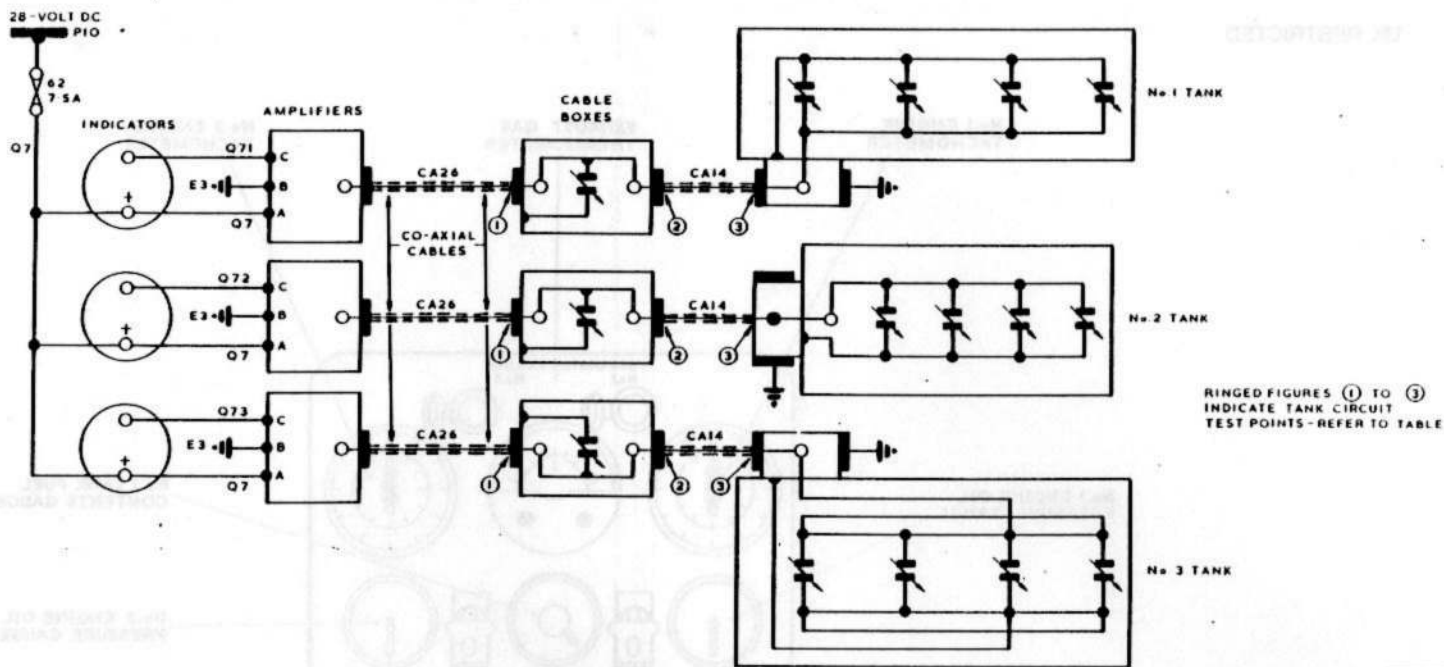 28-VOLT DC
P10
62
7·5A
Q7
INDICATORS
AMPLIFIERS
CABLE
BOXES
No 1 TANK
Q71
C
E3
B
A
Q7
+
CA26
CA14
1
2
3
CO-AXIAL
CABLES
Q72
C
E3
B
A
Q7
+
CA26
CA14
1
2
3
No.2 TANK
RINGED FIGURES 1 TO 3
INDICATE TANK CIRCUIT
TEST POINTS - REFER TO TABLE
Q73
C
E3
B
A
Q7
+
CA26
CA14
1
2
3
No 3 TANK